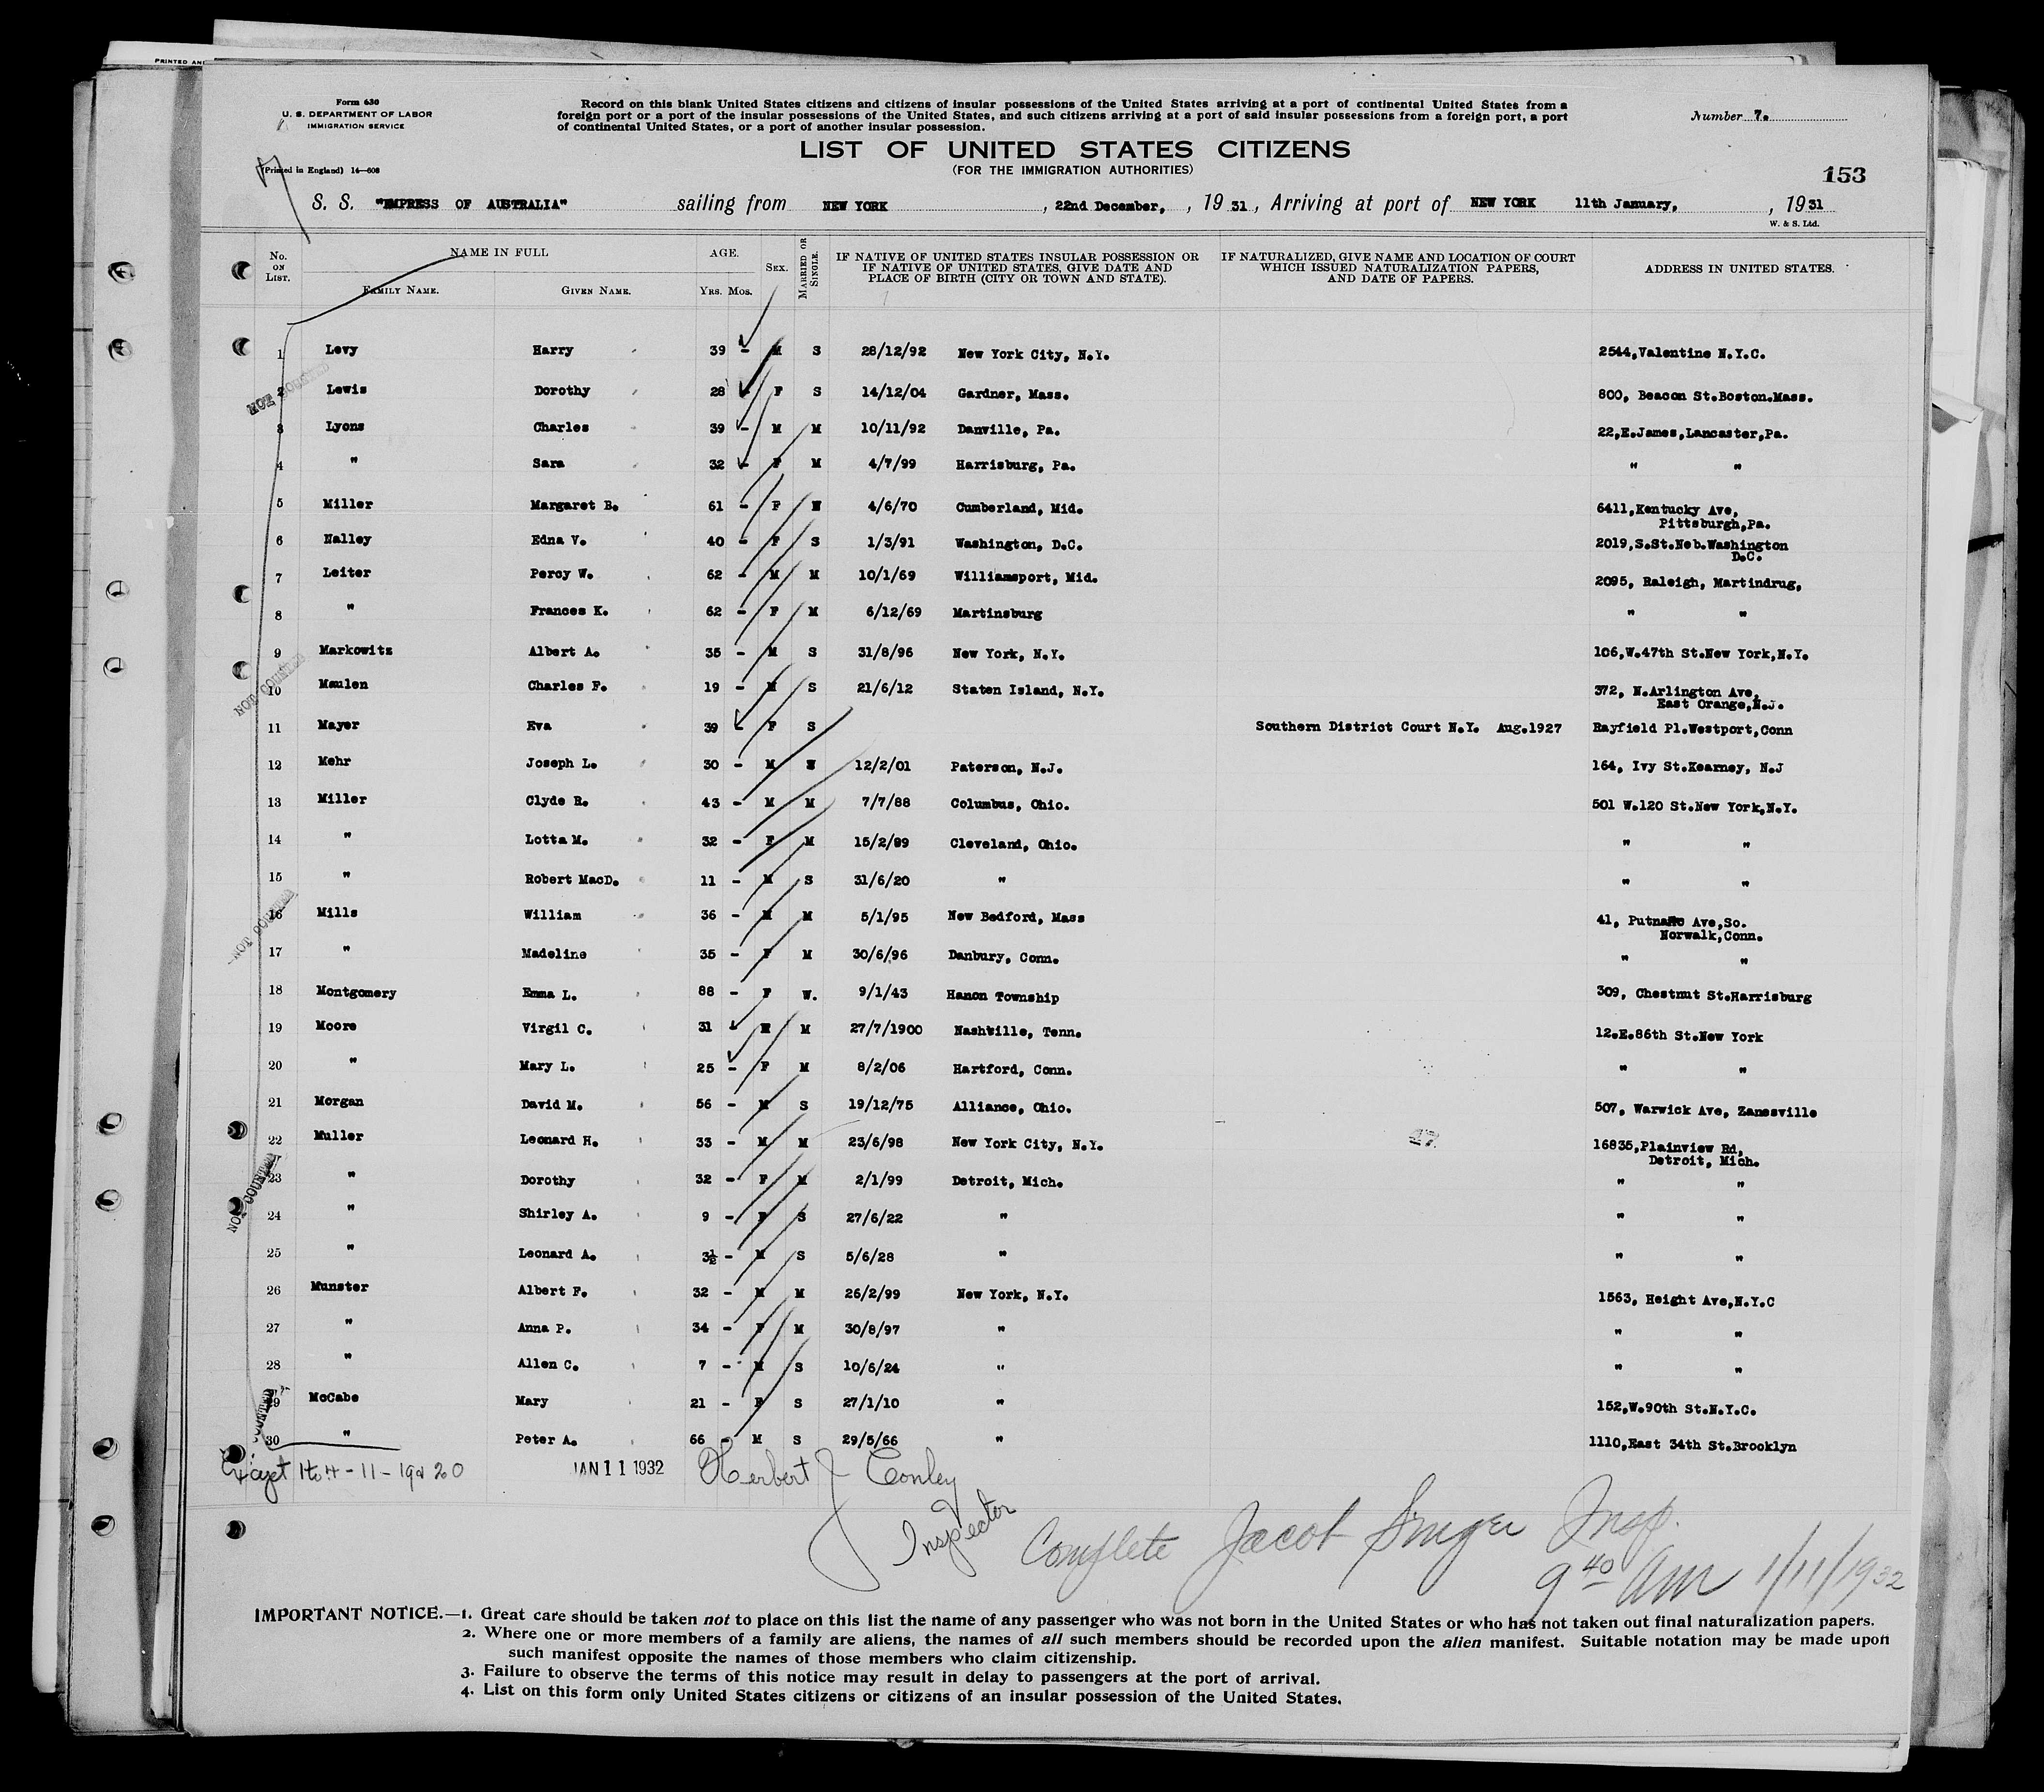 PRINTED AN
Form 630
U. S. DEPARTMENT OF LABOR
IMMIGRATION SERVICE
(Printed in England) 14—608
Record on this blank United States citizens and citizens of insular possessions of the United States arriving at a port of continental United States from a
foreign port or a port of the insular possessions of the United States, and such citizens arriving at a port of said insular possessions from a foreign port, a port
of continental United States, or a port of another insular possession.
Number 7.
LIST OF UNITED STATES CITIZENS
(FOR THE IMMIGRATION AUTHORITIES)
153
S. S. "EMPRESS OF AUSTRALIA" sailing from NEW YORK, 22nd December, , 19 31, Arriving at port of NEW YORK 11th January, , 19 31
W. & S. Ltd.
No. ON LIST. NAME IN FULL FAMILY NAME. GIVEN NAME. AGE. YRS. MOS. SEX. MARRIED OR SINGLE. IF NATIVE OF UNITED STATES INSULAR POSSESSION OR IF NATIVE OF UNITED STATES, GIVE DATE AND PLACE OF BIRTH (CITY OR TOWN AND STATE). IF NATURALIZED, GIVE NAME AND LOCATION OF COURT WHICH ISSUED NATURALIZATION PAPERS, AND DATE OF PAPERS. ADDRESS IN UNITED STATES.
1 Levy Harry 39 - M S 28/12/92 New York City, N.Y. 2544,Valentine N.Y.C.
NOT COUNTED
2 Lewis Dorothy 28 - F S 14/12/04 Gardner, Mass. 800, Beacon St.Boston.Mass.
3 Lyons Charles 39 - M M 10/11/92 Danville, Pa. 22,E.James,Lancaster,Pa.
4 " Sara 32 - F M 4/7/99 Harrisburg, Pa. " "
5 Miller Margaret B. 61 - F W 4/6/70 Cumberland, Mid. 6411,Kentucky Ave,
Pittsburgh,Pa.
6 Nalley Edna V. 40 - F S 1/3/91 Washington, D.C. 2019,S.St.Neb.Washington
D.C.
7 Leiter Percy W. 62 - M M 10/1/69 Williamsport, Mid. 2095, Raleigh, Martindrug,
8 " Frances K. 62 - F M 6/12/69 Martinsburg " "
9 Markowitz Albert A. 35 - M S 31/8/96 New York, N.Y. 106,W.47th St.New York,N.Y.
NOT COUNTED
10 Maulen Charles F. 19 - M S 21/6/12 Staten Island, N.Y. 372, N.Arlington Ave,
East Orange,N.J.
11 Mayer Eva 39 - F S Southern District Court N.Y. Aug.1927 Rayfield Pl.Westport,Conn
12 Mehr Joseph L. 30 - M 12/2/01 Paterson, N.J. 164, Ivy St.Kearney, N.J
13 Miller Clyde R. 43 - M M 7/7/88 Columbus, Ohio. 501 W.120 St.New York,N.Y.
14 " Lotta M. 32 - F M 15/2/99 Cleveland, Ohio. " "
15 " Robert MacD. 11 - M S 31/6/20 " " "
NOT COUNTED
16 Mills William 36 - M M 5/1/95 New Bedford, Mass 41, Ave,So.
Norwalk,Conn.
17 " Madeline 35 - F M 30/6/96 Danbury, Conn. " "
18 Montgomery Emma L. 88 - F W. 9/1/43 Hanon Township 309, Chestnut St.Harrisburg
19 Moore Virgil C. 31 - M M 27/7/1900 Nashville, Tenn. 12.E.86th St.New York
20 " Mary L. 25 - F M 8/2/06 Hartford, Conn. " "
21 Morgan David M. 56 - M S 19/12/75 Alliance, Ohio. 507, Warwick Ave, Zanesville
22 Muller Leonard H. 33 - M M 23/6/98 New York City, N.Y. 16835,Plainview Rd,
Detroit, Mich.
NOT COUNTED
23 " Dorothy 32 - F M 2/1/99 Detroit, Mich. " "
24 " Shirley A. 9 - F S 27/6/22 " " "
25 " Leonard A. 3½ - M S 5/6/28 " " "
26 Munster Albert F. 32 - M M 26/2/99 New York, N.Y. 1563, Height Ave,N.Y.C
27 " Anna P. 34 - F M 30/8/97 " " "
28 " Allen C. 7 - M S 10/6/24 " " "
29 McCabe Mary 21 - F S 27/1/10 " 152,W.90th St.N.Y.C.
30 " Peter A. 66 - M S 29/5/66 " 1110,East 34th St.Brooklyn
Except 1 to 4 - 11 - 19 & 20 JAN 11 1932 Herbert J Conley
Inspector
Complete Jacob Singer Insp.
9 40 AM 1/11/1932
IMPORTANT NOTICE.—1. Great care should be taken not to place on this list the name of any passenger who was not born in the United States or who has not taken out final naturalization papers.
2. Where one or more members of a family are aliens, the names of all such members should be recorded upon the alien manifest. Suitable notation may be made upon
such manifest opposite the names of those members who claim citizenship.
3. Failure to observe the terms of this notice may result in delay to passengers at the port of arrival.
4. List on this form only United States citizens or citizens of an insular possession of the United States.